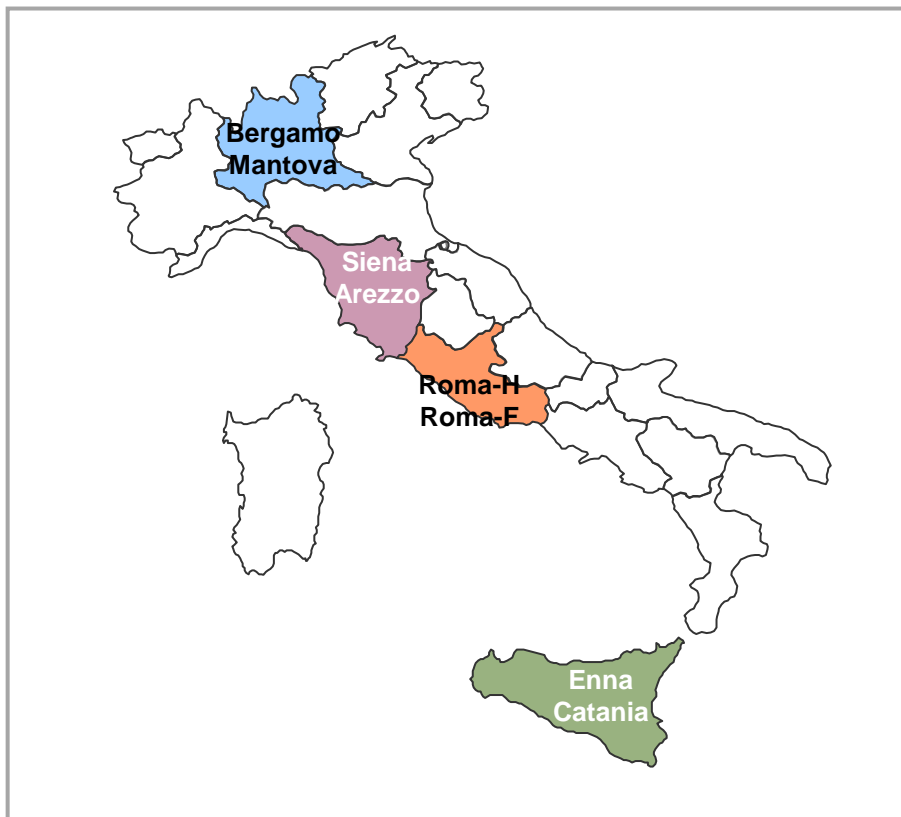 Bergamo
Mantova
Siena
Arezzo
Roma-H
Roma-F
Enna
Catania